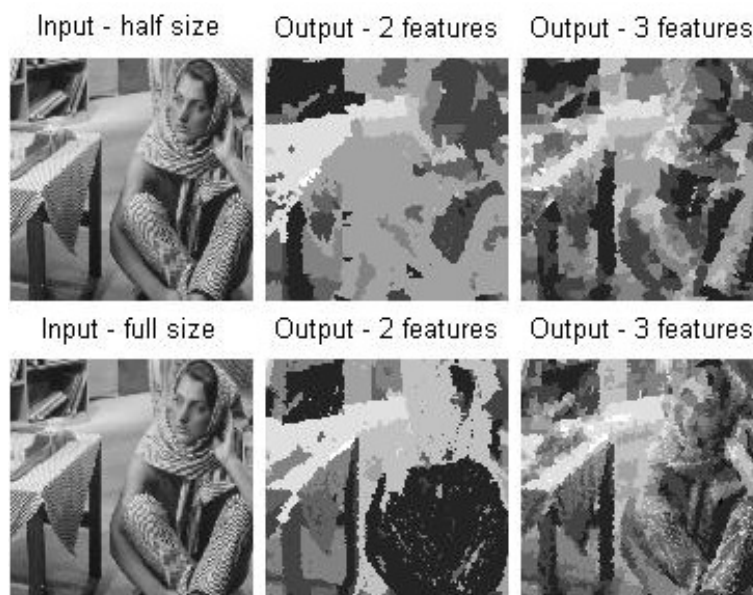 Input - half size
Output - 2 features
Output - 3 features
Input - full size
Output - 2 features
Output - 3 features